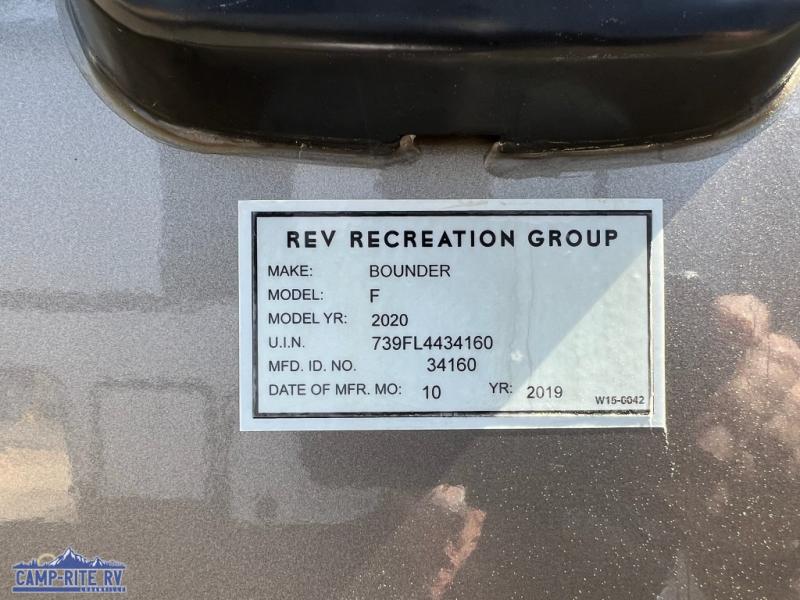 REV RECREATION GROUP
MAKE: BOUNDER
MODEL: F
MODEL YR: 2020
U.I.N. 739FL4434160
MFD. ID. NO. 34160
DATE OF MFR. MO: 10 YR: 2019
W15-0042
CAMP-RITE RV